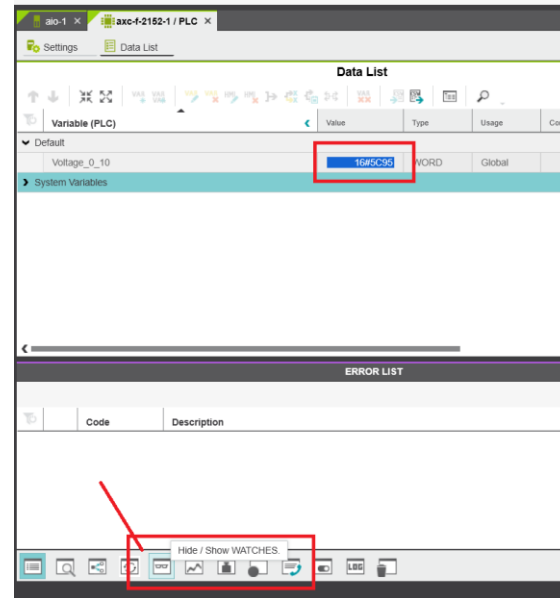 aio-1 × axc-f-2152-1 / PLC ×
Settings Data List
Data List
Variable (PLC) Value Type Usage
Default
Voltage_0_10 16#5C95 WORD Global
System Variables
ERROR LIST
Code Description
Hide / Show WATCHES.
LOG